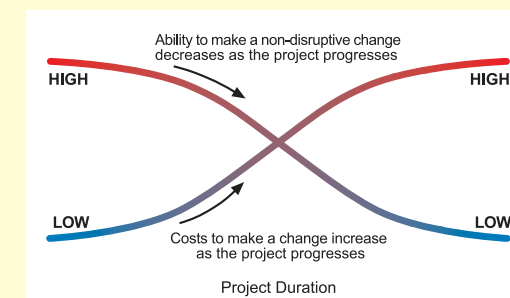 Ability to make a non-disruptive change
decreases as the project progresses
HIGH
HIGH
LOW
LOW
Costs to make a change increase
as the project progresses
Project Duration